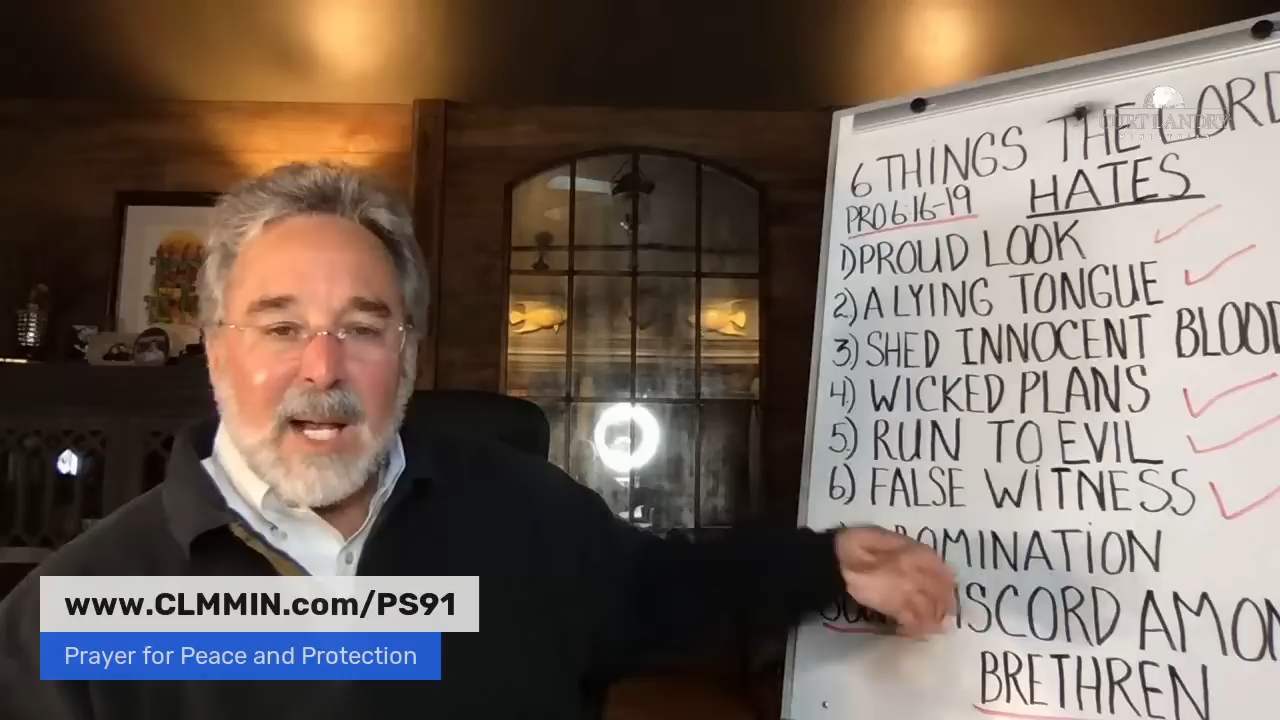 CURT LANDRY
6 THINGS THE LORD
HATES
PRO 6:16-19
1) PROUD LOOK
2) A LYING TONGUE
3) SHED INNOCENT BLOOD
4) WICKED PLANS
5) RUN TO EVIL
6) FALSE WITNESS
OMINATION
ISCORD AMON
BRETHREN
www.CLMMIN.com/PS91
Prayer for Peace and Protection